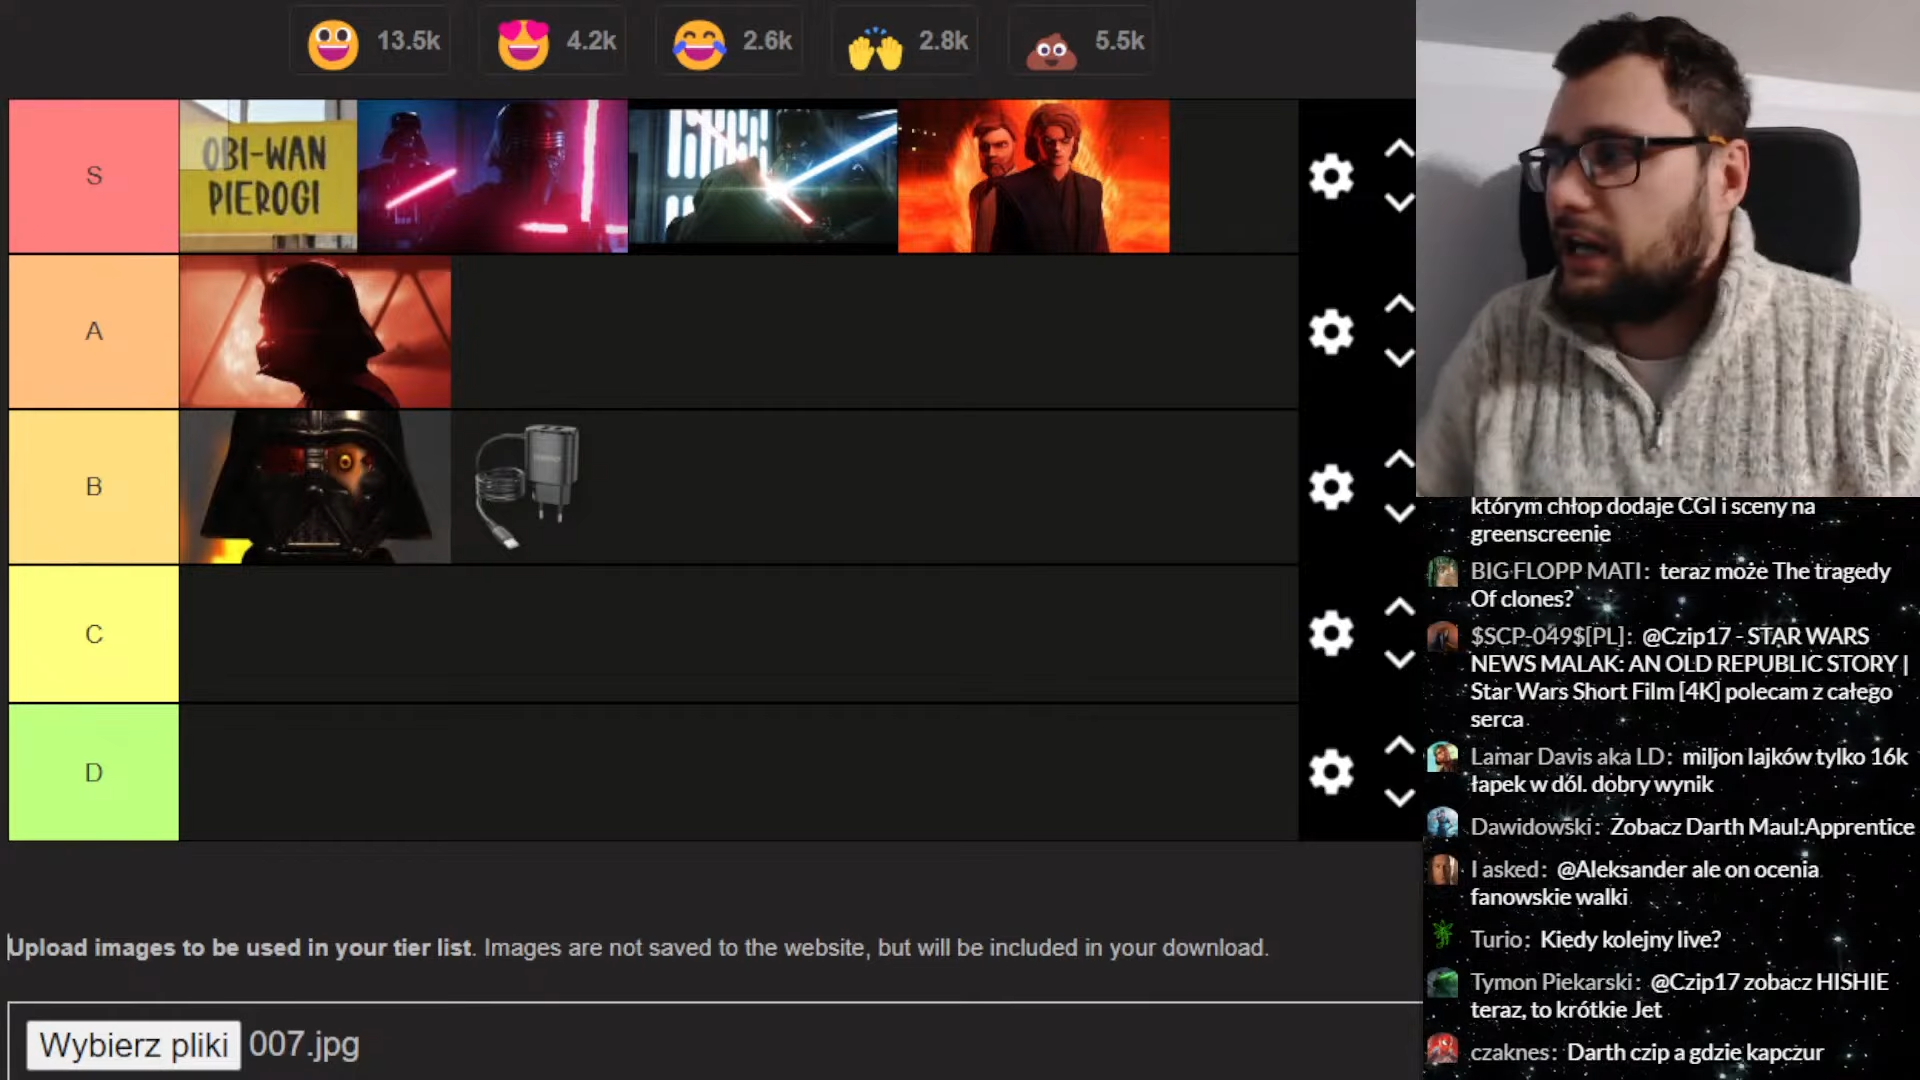 13.5k
4.2k
2.6k
2.8k
5.5k
S
OBI-WAN
PIEROGI
A
B
C
D
Upload images to be used in your tier list. Images are not saved to the website, but will be included in your download.
Wybierz pliki 007.jpg
którym chłop dodaje CGI i sceny na
greenscreenie
BIG FLOPP MATI: teraz może The tragedy
Of clones?
$SCP-049$[PL]: @Czip17 - STAR WARS
NEWS MALAK: AN OLD REPUBLIC STORY |
Star Wars Short Film [4K] polecam z całego
serca
Lamar Davis aka LD: miljon lajków tylko 16k
łapek w dól. dobry wynik
Dawidowski: Zobacz Darth Maul:Apprentice
I asked: @Aleksander ale on ocenia
fanowskie walki
Turio: Kiedy kolejny live?
Tymon Piekarski: @Czip17 zobacz HISHIE
teraz, to krótkie Jet
czaknes: Darth czip a gdzie kapczur